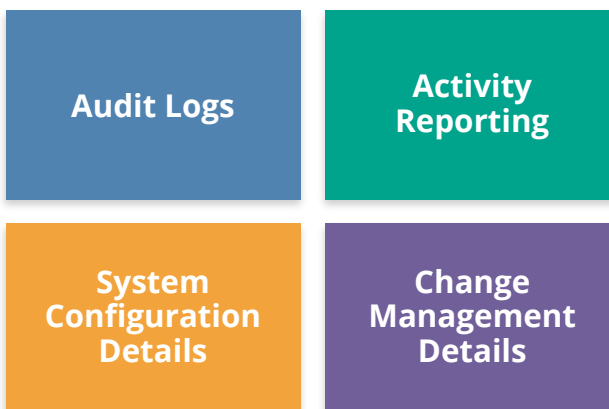 Audit Logs
Activity
Reporting
System
Configuration
Details
Change
Management
Details